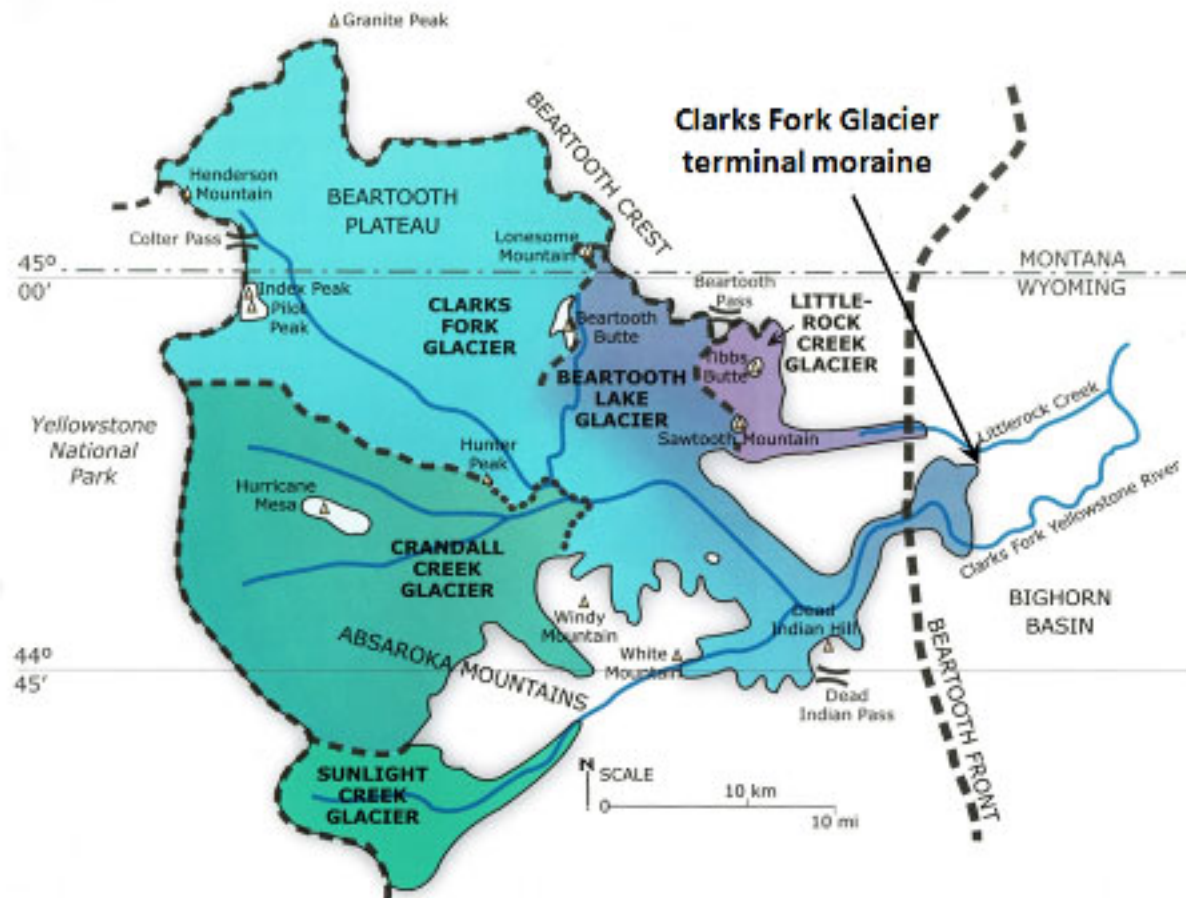 Granite Peak
BEARTOOTH CREST
Clarks Fork Glacier
terminal moraine
Henderson
Mountain
BEARTOOTH
PLATEAU
Colter Pass
Lonesome
Mountain
45°
00'
MONTANA
WYOMING
Index Peak
Pilot
Peak
Beartooth
Pass
CLARKS
FORK
GLACIER
Beartooth
Butte
LITTLE-
ROCK
CREEK
GLACIER
Tibbs
Butte
BEARTOOTH
LAKE
GLACIER
Yellowstone
National
Park
Sawtooth Mountain
Littlerock Creek
Hunter
Peak
Hurricane
Mesa
Clarks Fork Yellowstone River
CRANDALL
CREEK
GLACIER
Windy
Mountain
Dead
Indian Hill
BIGHORN
BASIN
ABSAROKA MOUNTAINS
White
Mountain
44°
45'
Dead
Indian Pass
BEARTOOTH FRONT
SUNLIGHT
CREEK
GLACIER
N
SCALE
0
10 km
10 mi